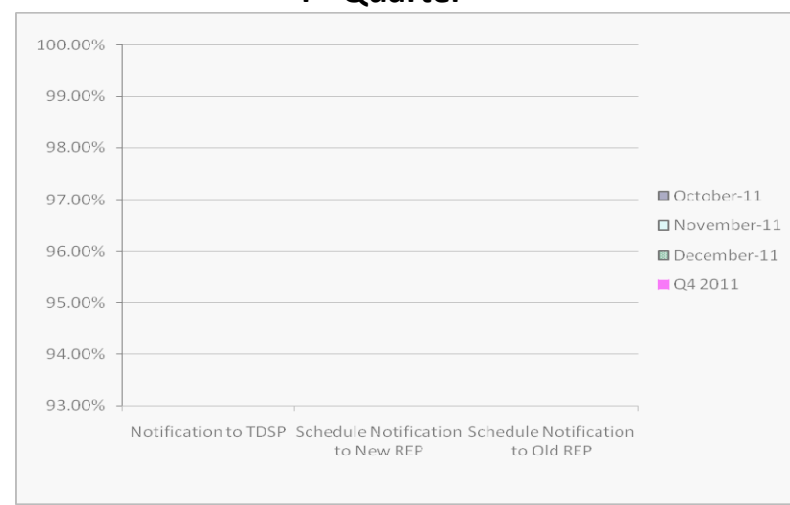 100.00%
99.00%
98.00%
97.00%
96.00%
95.00%
94.00%
93.00%
Notification to TDSP
Schedule Notification
to New REP
Schedule Notification
to Old REP
October-11
November-11
December-11
Q4 2011